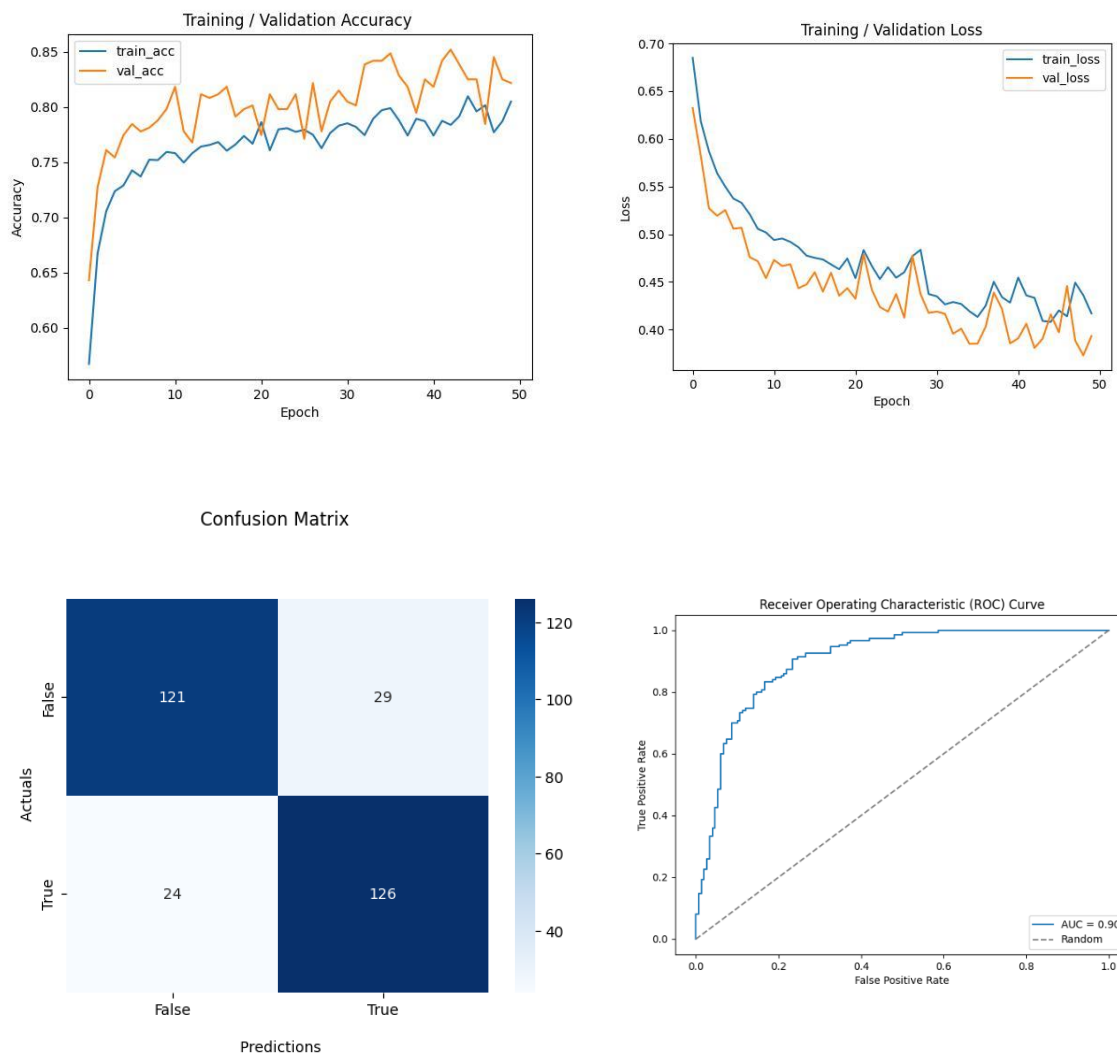 Training / Validation Accuracy
train_acc
val_acc
0.85
0.80
0.75
0.70
0.65
0.60
Accuracy
0 10 20 30 40 50
Epoch
Training / Validation Loss
train_loss
val_loss
0.70
0.65
0.60
0.55
0.50
0.45
0.40
Loss
0 10 20 30 40 50
Epoch
Confusion Matrix
False
True
Actuals
121 29
24 126
False True
Predictions
120
100
80
60
40
Receiver Operating Characteristic (ROC) Curve
1.0
0.8
0.6
0.4
0.2
0.0
True Positive Rate
AUC = 0.90
Random
0.0 0.2 0.4 0.6 0.8 1.0
False Positive Rate